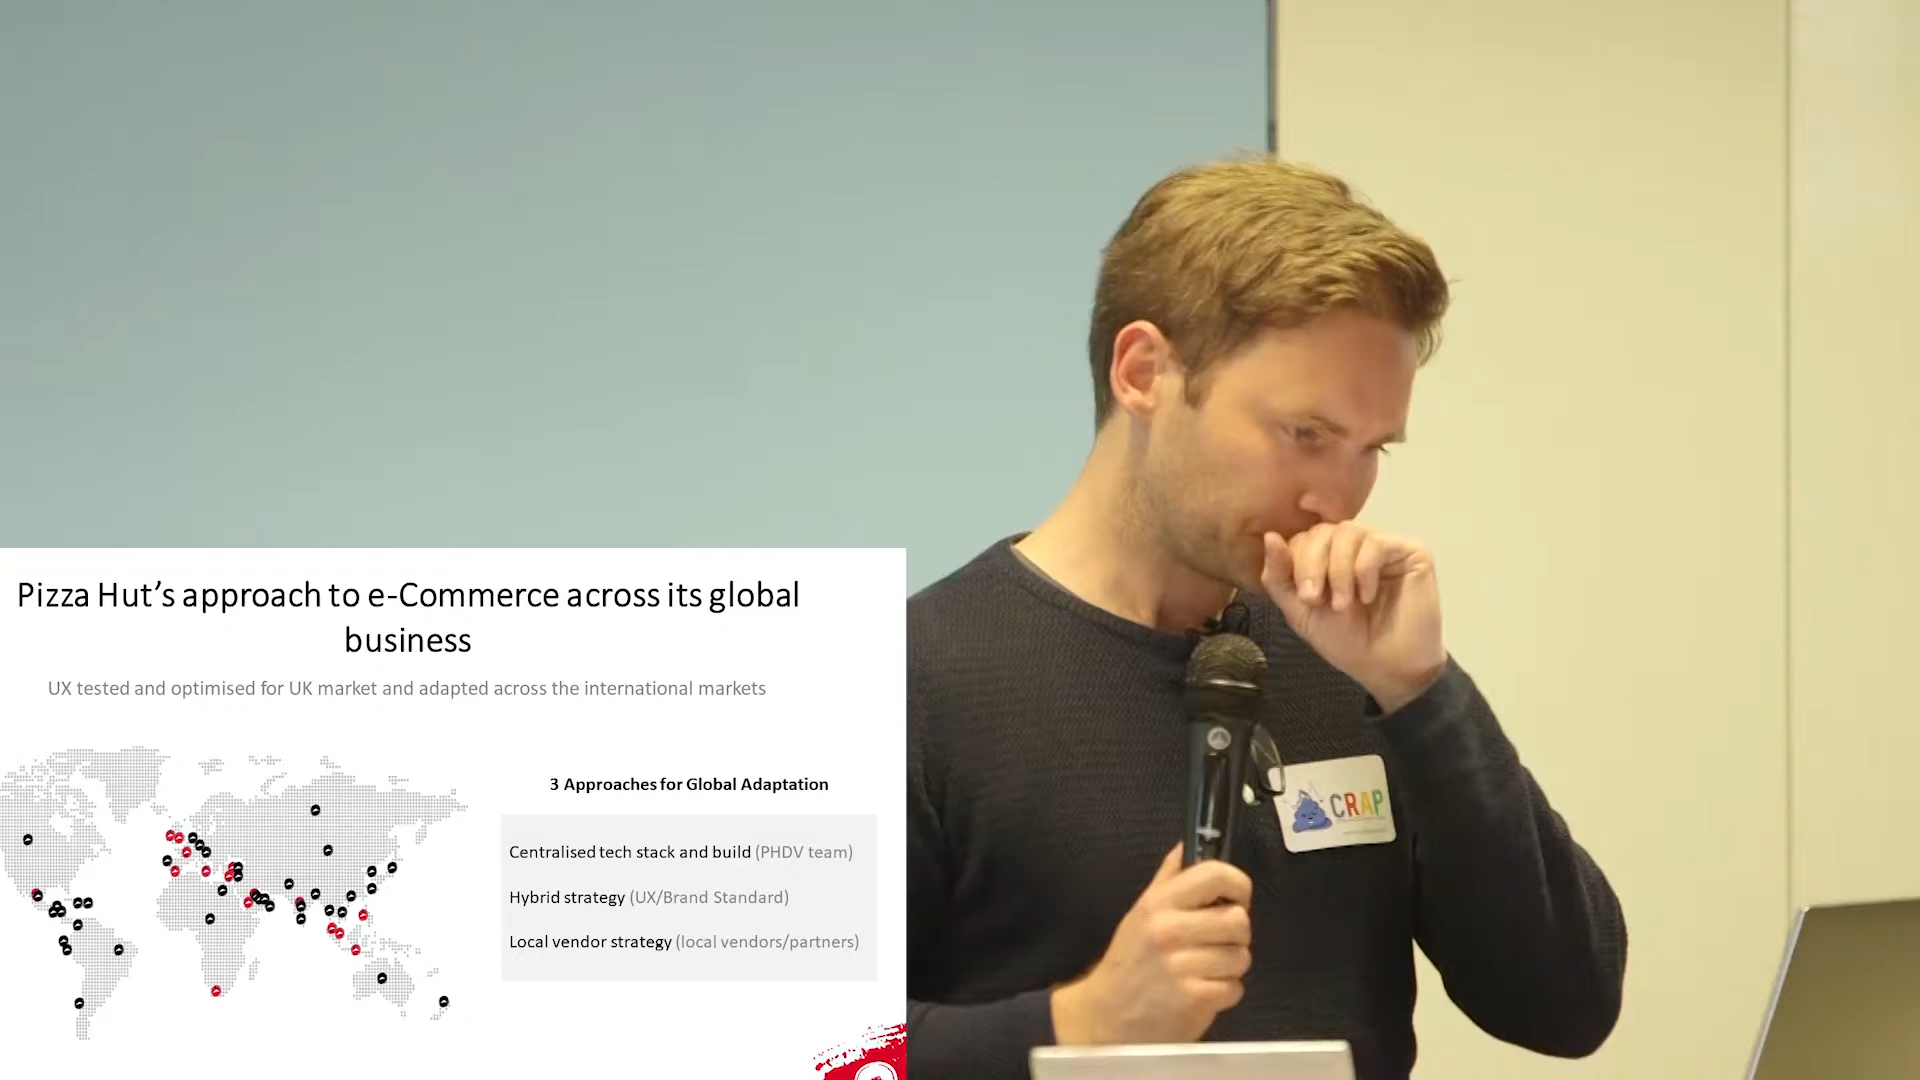 Pizza Hut’s approach to e-Commerce across its global
business
UX tested and optimised for UK market and adapted across the international markets
3 Approaches for Global Adaptation
Centralised tech stack and build (PHDV team)
Hybrid strategy (UX/Brand Standard)
Local vendor strategy (local vendors/partners)
CRAP